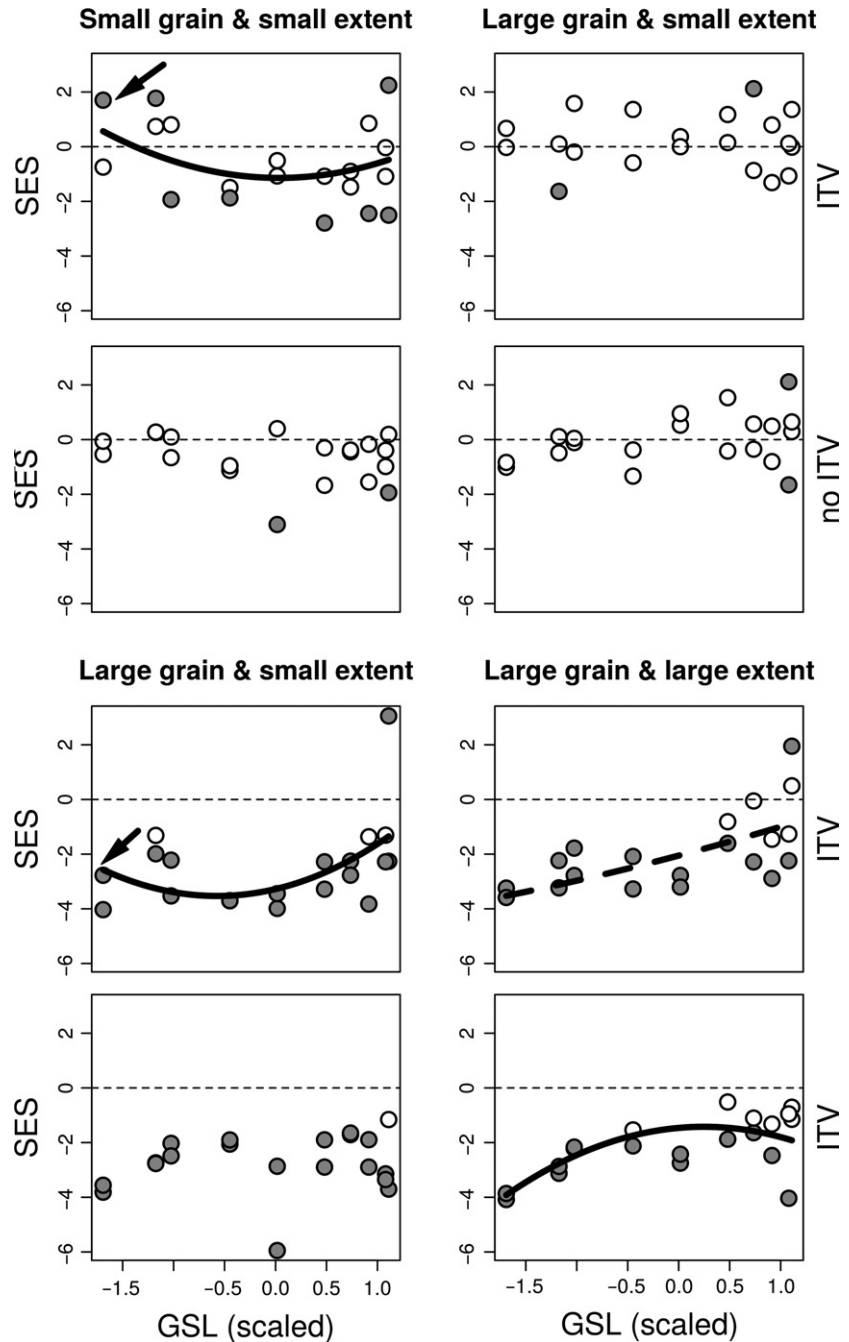 Small grain & small extent
Large grain & small extent
SES
2
0
−2
−4
−6
ITV
SES
2
0
−2
−4
−6
no ITV
Large grain & small extent
Large grain & large extent
SES
2
0
−2
−4
−6
ITV
SES
2
0
−2
−4
−6
ITV
−1.5
−0.5
0.0
0.5
1.0
−1.5
−0.5
0.0
0.5
1.0
GSL (scaled)
GSL (scaled)